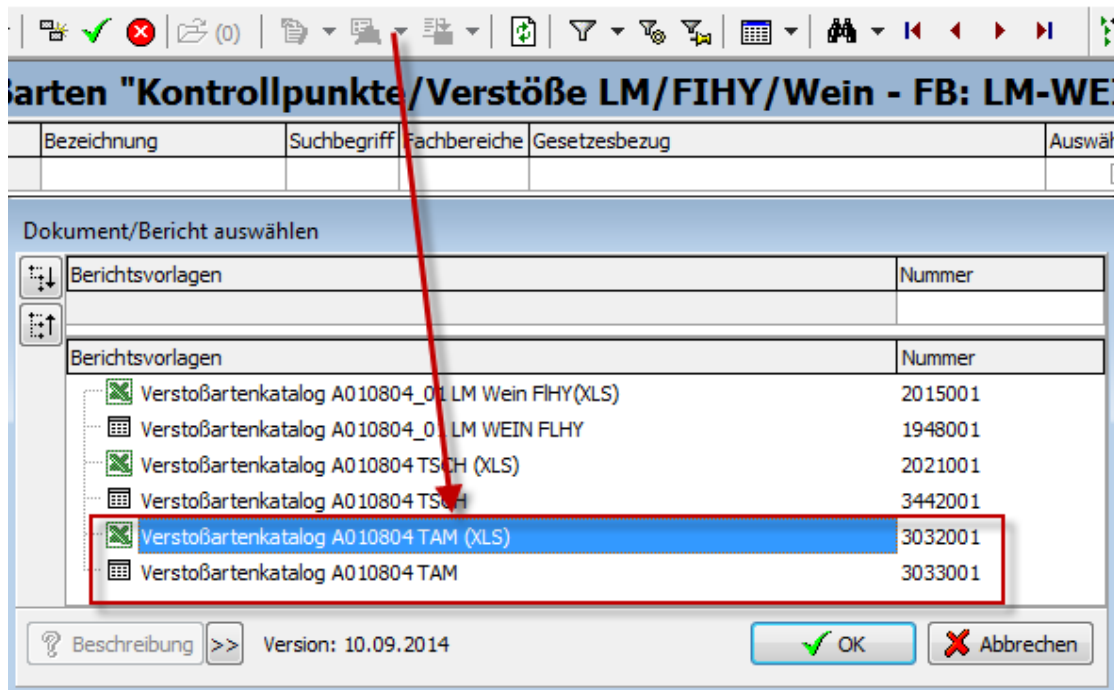 (0)
arten "Kontrollpunkte/Verstöße LM/FIHY/Wein - FB: LM-WEI
Bezeichnung Suchbegriff Fachbereiche Gesetzesbezug Auswäh
Dokument/Bericht auswählen
Berichtsvorlagen Nummer
Berichtsvorlagen Nummer
Verstoßartenkatalog A010804_01 LM Wein FlHY(XLS) 2015001
Verstoßartenkatalog A010804_01 LM WEIN FLHY 1948001
Verstoßartenkatalog A010804 TSCH (XLS) 2021001
Verstoßartenkatalog A010804 TSCH 3442001
Verstoßartenkatalog A010804 TAM (XLS) 3032001
Verstoßartenkatalog A010804 TAM 3033001
Beschreibung >> Version: 10.09.2014 OK Abbrechen